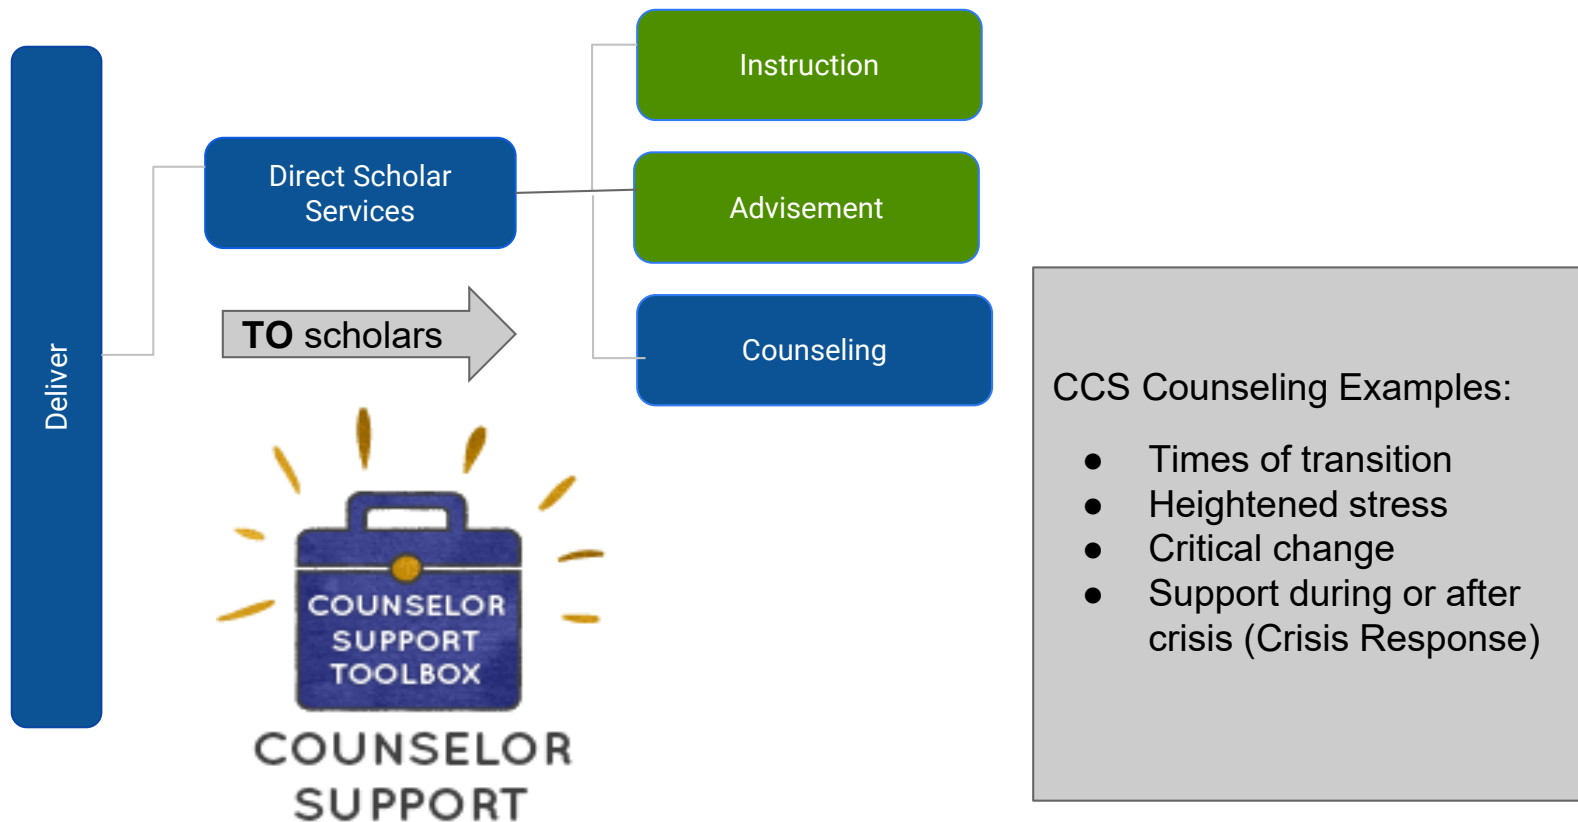 Deliver
Direct Scholar
Services
Instruction
Advisement
Counseling
TO scholars
COUNSELOR
SUPPORT
TOOLBOX
COUNSELOR
SUPPORT
CCS Counseling Examples:
● Times of transition
● Heightened stress
● Critical change
● Support during or after
crisis (Crisis Response)